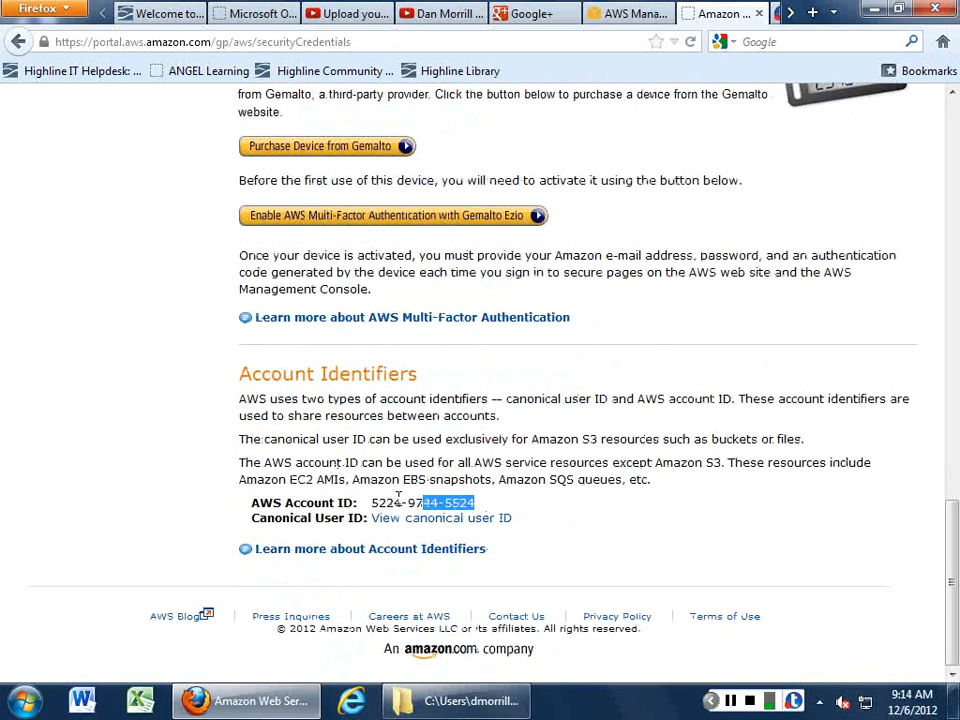 Firefox
Welcome to...
Microsoft O...
Upload you...
Dan Morrill ...
Google+
AWS Mana...
Amazon ...
https://portal.aws.amazon.com/gp/aws/securityCredentials
Google
Highline IT Helpdesk: ...
ANGEL Learning
Highline Community ...
Highline Library
Bookmarks
from Gemalto, a third-party provider. Click the button below to purchase a device from the Gemalto
website.
Purchase Device from Gemalto
Before the first use of this device, you will need to activate it using the button below.
Enable AWS Multi-Factor Authentication with Gemalto Ezio
Once your device is activated, you must provide your Amazon e-mail address, password, and an authentication
code generated by the device each time you sign in to secure pages on the AWS web site and the AWS
Management Console.
Learn more about AWS Multi-Factor Authentication
Account Identifiers
AWS uses two types of account identifiers -- canonical user ID and AWS account ID. These account identifiers are
used to share resources between accounts.
The canonical user ID can be used exclusively for Amazon S3 resources such as buckets or files.
The AWS account ID can be used for all AWS service resources except Amazon S3. These resources include
Amazon EC2 AMIs, Amazon EBS snapshots, Amazon SQS queues, etc.
AWS Account ID: 5224-9744-5524
Canonical User ID: View canonical user ID
Learn more about Account Identifiers
AWS Blog
Press Inquiries
Careers at AWS
Contact Us
Privacy Policy
Terms of Use
© 2012 Amazon Web Services LLC or its affiliates. All rights reserved.
An amazon.com company
Amazon Web Ser...
C:\Users\dmorrill...
9:14 AM
12/6/2012